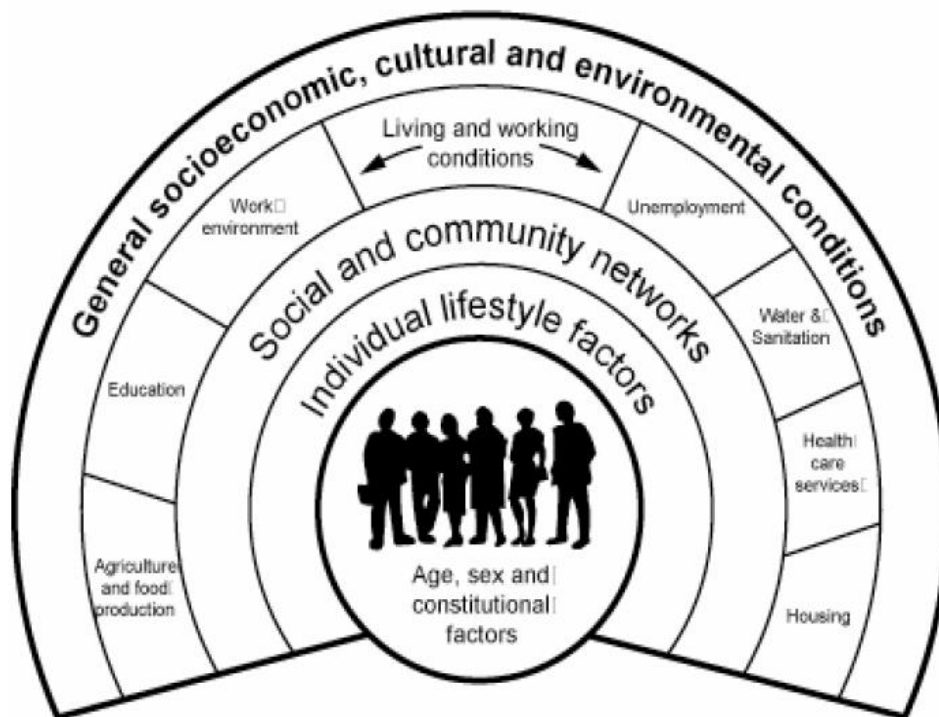 General socioeconomic, cultural and environmental conditions
Living and working
conditions
Work
environment
Unemployment
Education
Water &
Sanitation
Agriculture
and food
production
Health
care
services
Housing
Social and community networks
Individual lifestyle factors
Age, sex and
constitutional
factors